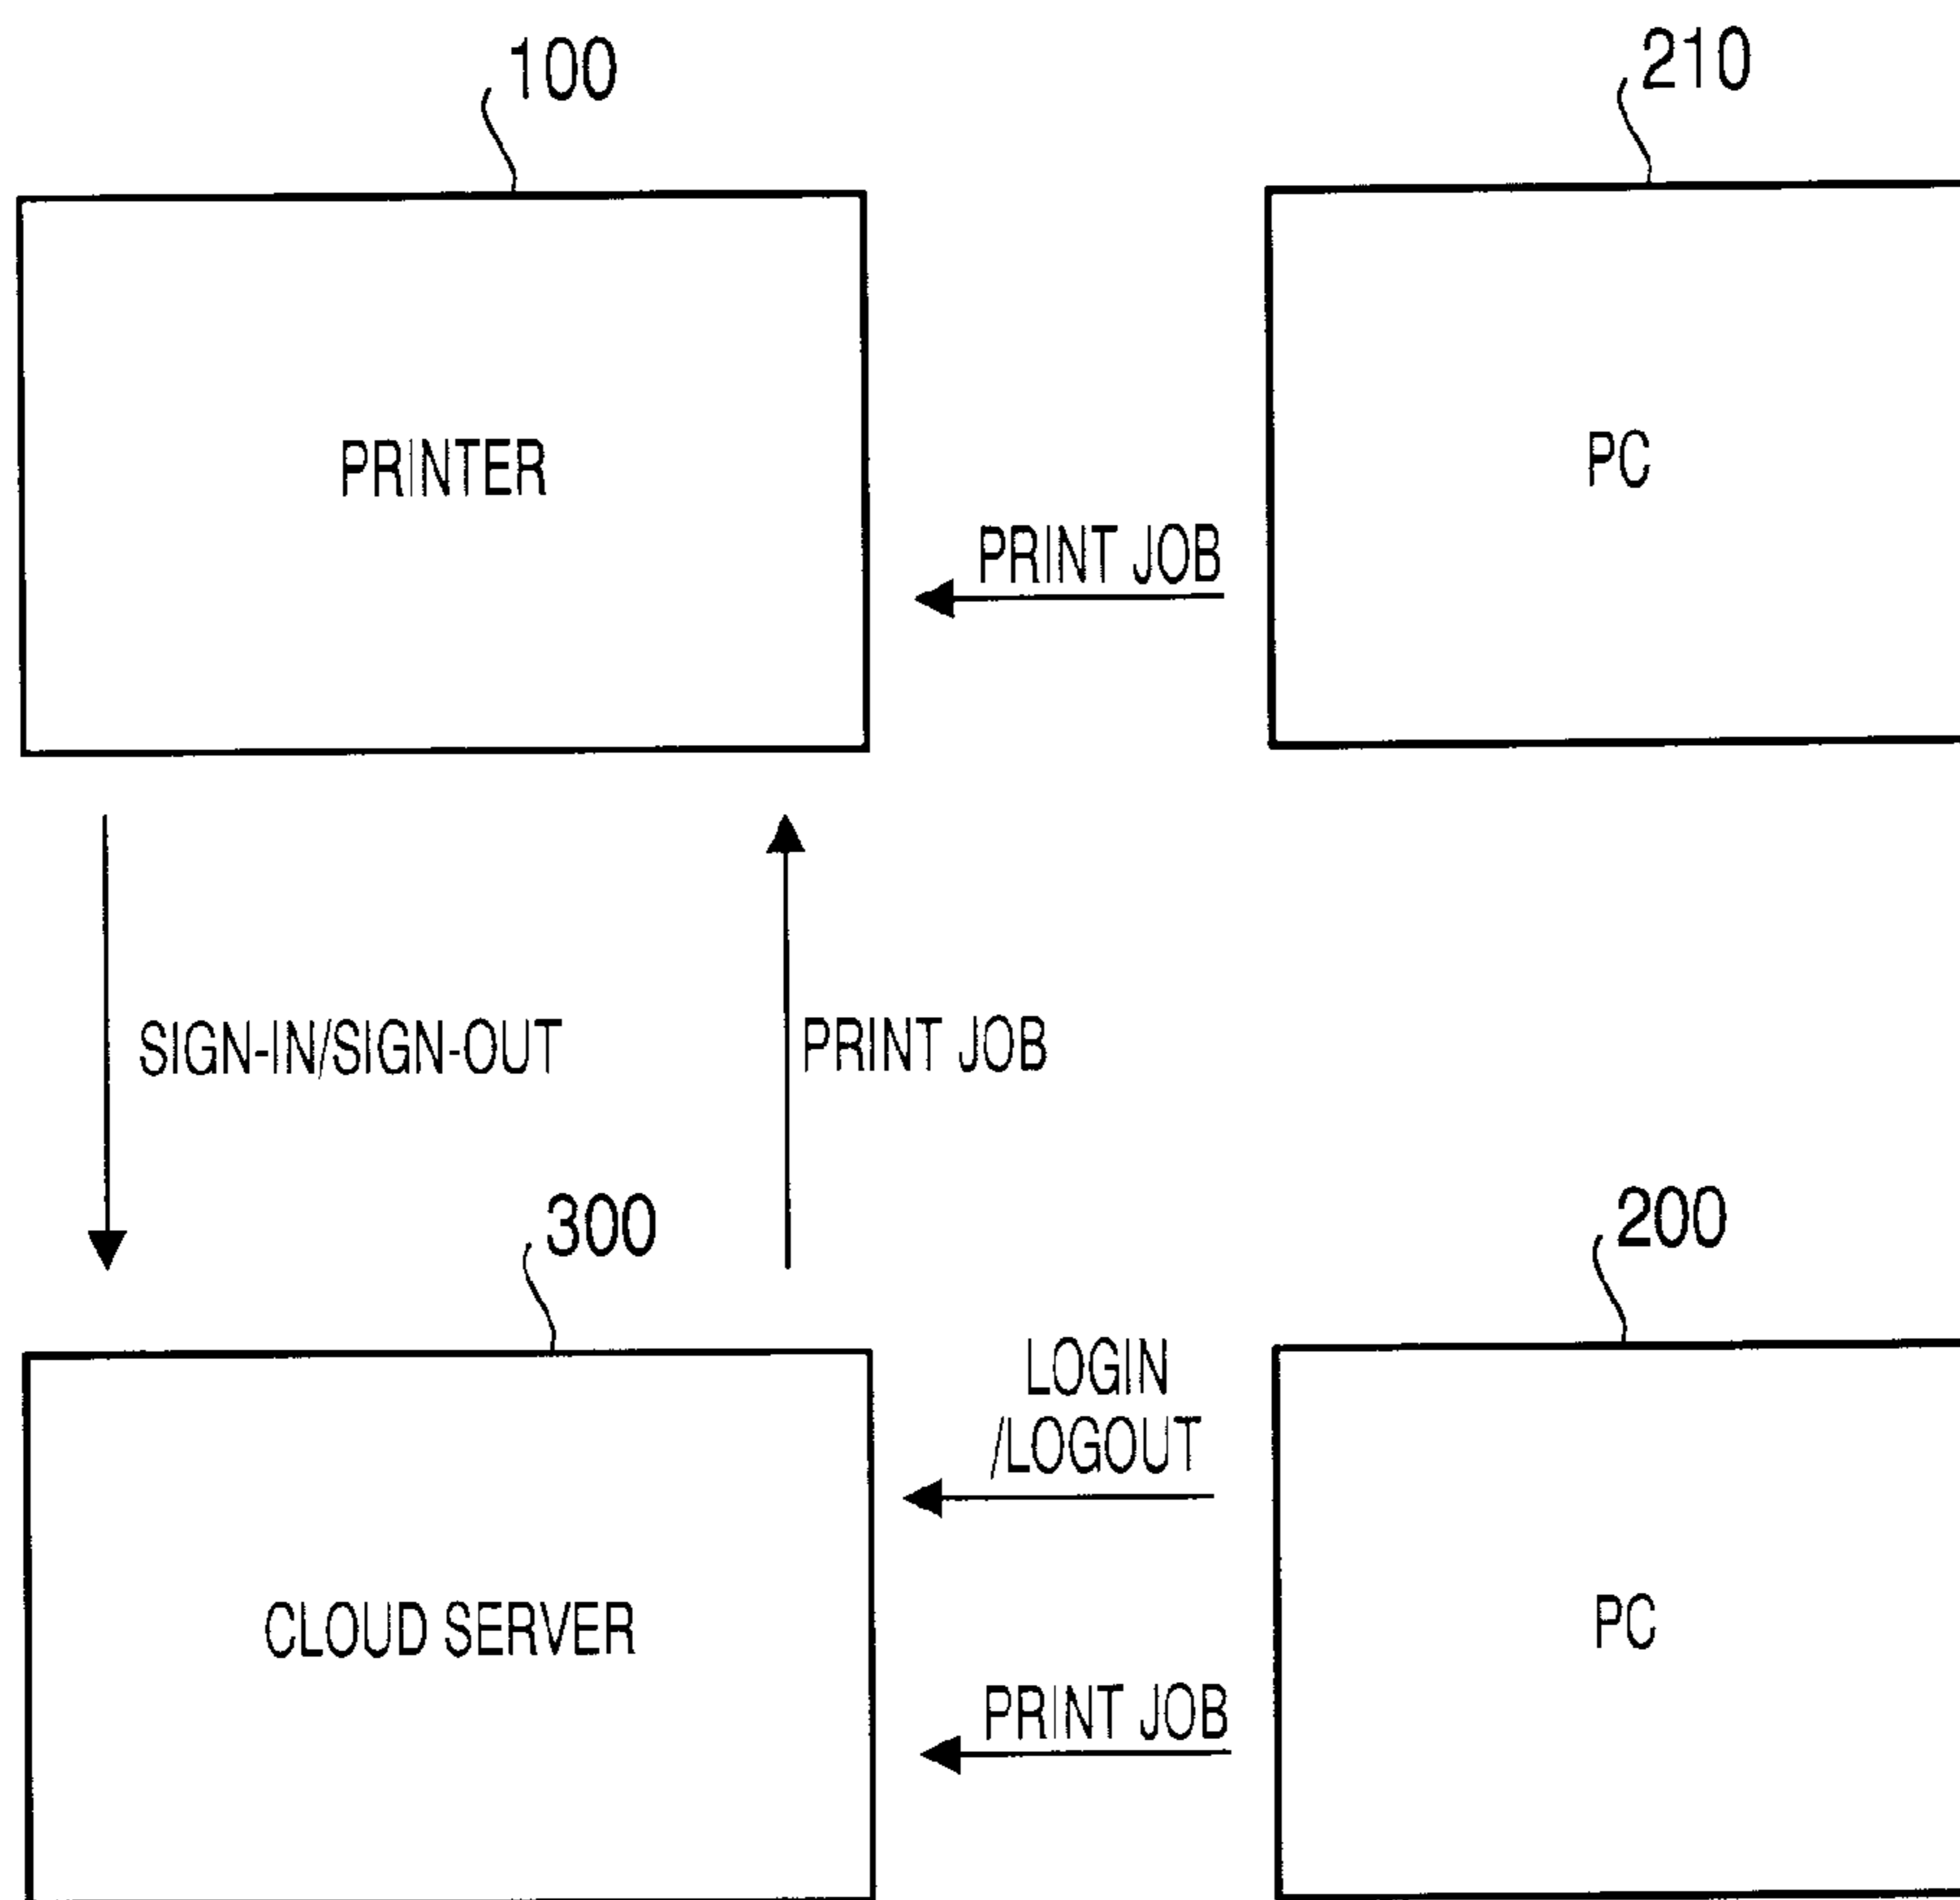 100
210
PRINTER
PC
PRINT JOB
SIGN-IN/SIGN-OUT
PRINT JOB
300
200
LOGIN
/LOGOUT
CLOUD SERVER
PC
PRINT JOB